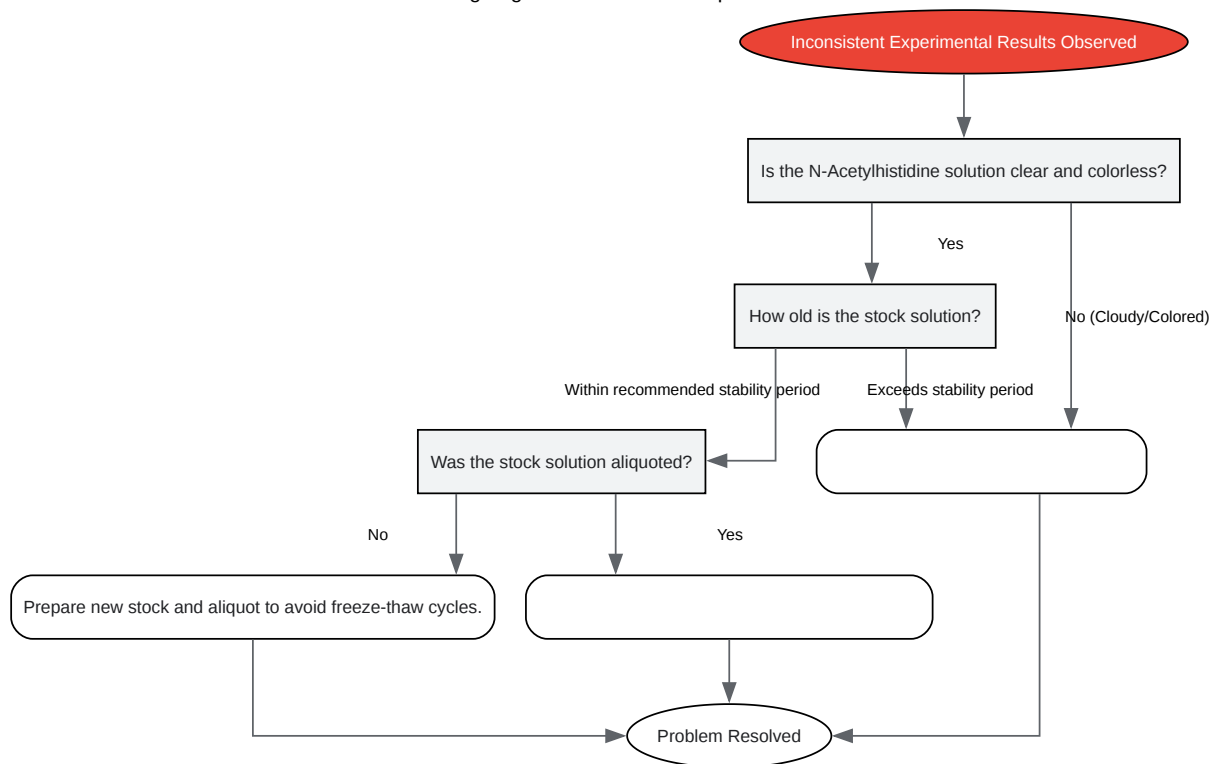 Inconsistent Experimental Results Observed
Is the N-Acetylhistidine solution clear and colorless?
Yes
How old is the stock solution?
No (Cloudy/Colored)
Within recommended stability period
Exceeds stability period
Was the stock solution aliquoted?
No
Yes
Prepare new stock and aliquot to avoid freeze-thaw cycles.
Problem Resolved